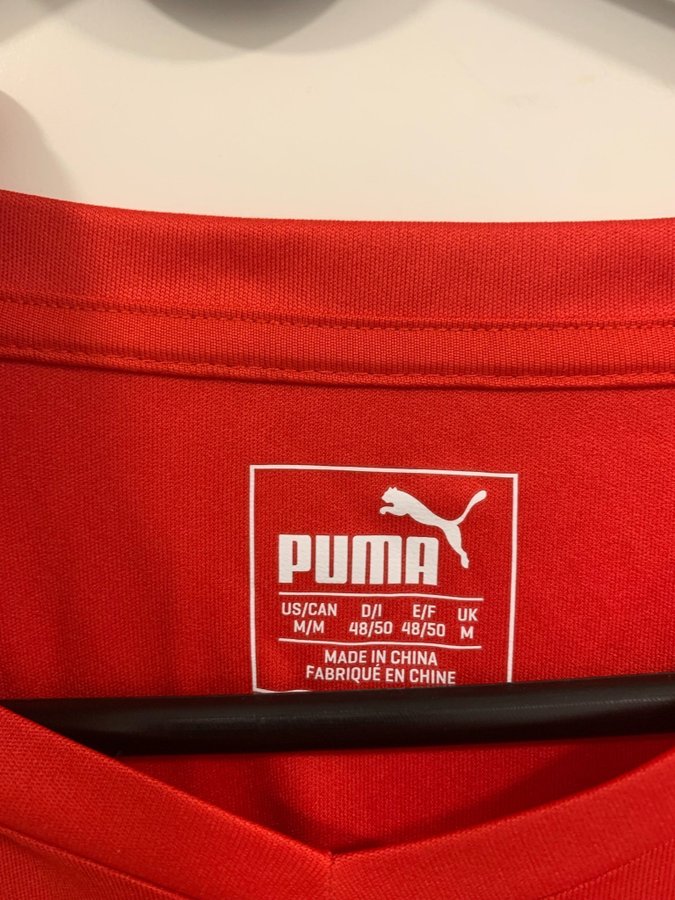 PUMA
US/CAN D/I E/F UK
M/M 48/50 48/50 M
MADE IN CHINA
FABRIQUÉ EN CHINE